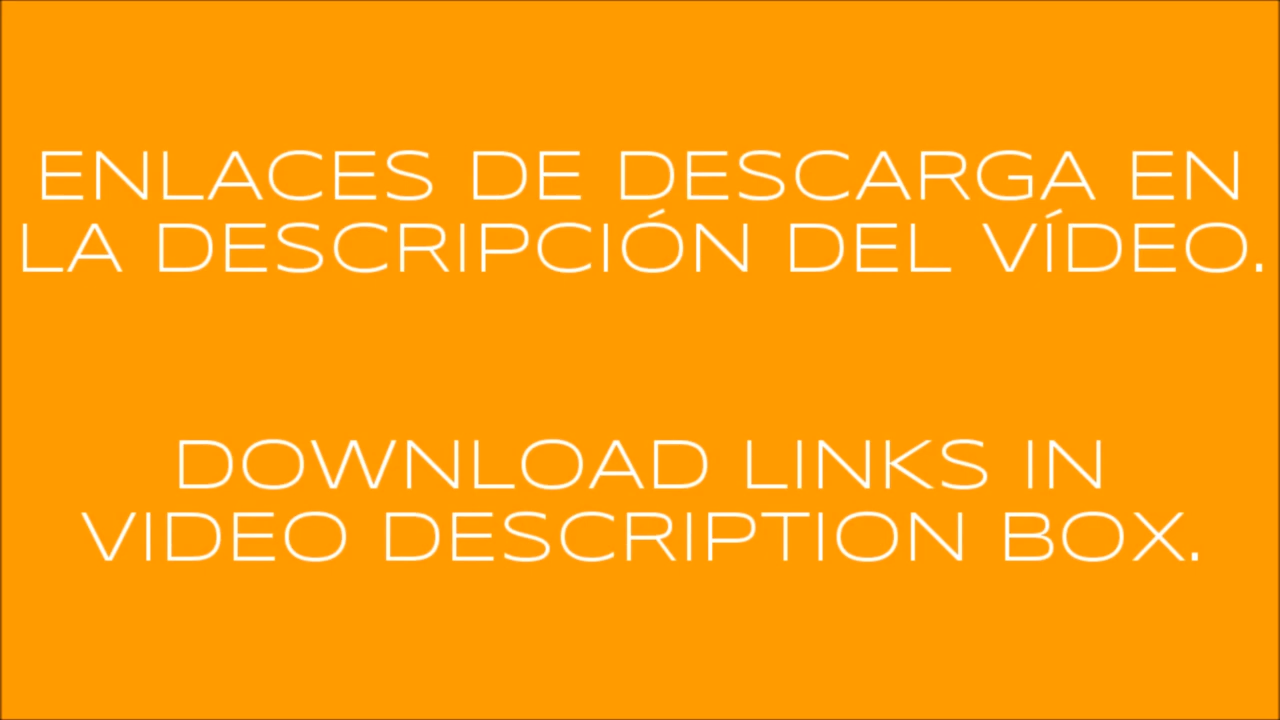 ENLACES DE DESCARGA EN
LA DESCRIPCIÓN DEL VÍDEO.
DOWNLOAD LINKS IN
VIDEO DESCRIPTION BOX.